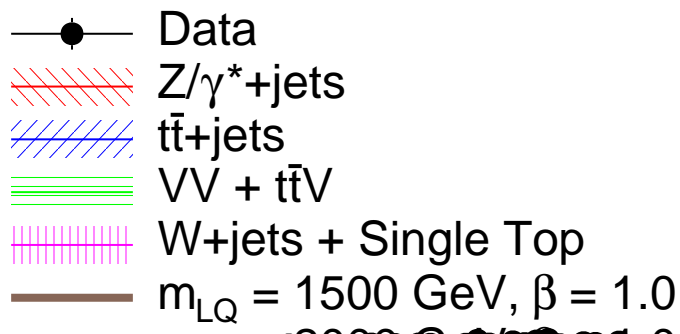 Data
Z/γ*+jets
tt̄+jets
VV + tt̄V
W+jets + Single Top
m_LQ = 1500 GeV, β = 1.0